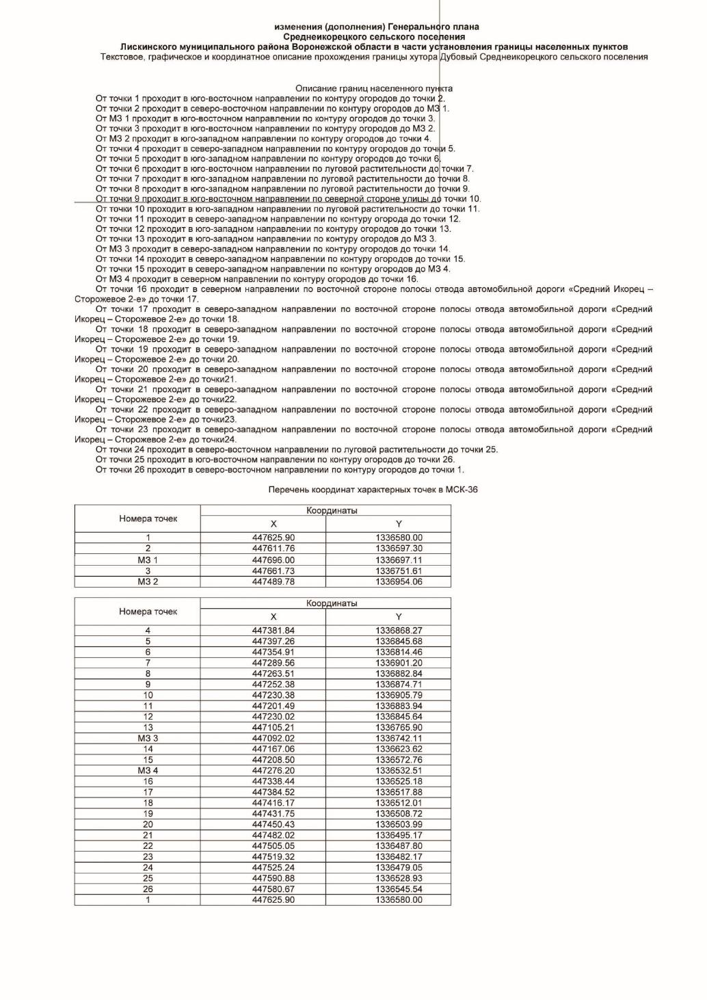 изменения (дополнения) Генерального плана
Среднеикорецкого сельского поселения
Лискинского муниципального района Воронежской области в части установления границы населенных пунктов
Текстовое, графическое и координатное описание прохождения границы хутора Дубовый Среднеикорецкого сельского поселения
Описание границ населенного пункта
От точки 1 проходит в юго-восточном направлении по контуру огородов до точки 2.
От точки 2 проходит в северо-восточном направлении по контуру огородов до МЗ 1.
От МЗ 1 проходит в юго-восточном направлении по контуру огородов до точки 3.
От точки 3 проходит в юго-восточном направлении по контуру огородов до МЗ 2.
От МЗ 2 проходит в юго-западном направлении по контуру огородов до точки 4.
От точки 4 проходит в северо-западном направлении по контуру огородов до точки 5.
От точки 5 проходит в юго-западном направлении по контуру огородов до точки 6.
От точки 6 проходит в юго-восточном направлении по луговой растительности до точки 7.
От точки 7 проходит в юго-западном направлении по луговой растительности до точки 8.
От точки 8 проходит в юго-западном направлении по луговой растительности до точки 9.
От точки 9 проходит в юго-восточном направлении по северной стороне улицы до точки 10.
От точки 10 проходит в юго-западном направлении по луговой растительности до точки 11.
От точки 11 проходит в северо-западном направлении по контуру огорода до точки 12.
От точки 12 проходит в юго-западном направлении по контуру огородов до точки 13.
От точки 13 проходит в юго-западном направлении по контуру огородов до МЗ 3.
От МЗ 3 проходит в северо-западном направлении по контуру огородов до точки 14.
От точки 14 проходит в северо-западном направлении по контуру огородов до точки 15.
От точки 15 проходит в северо-западном направлении по контуру огородов до МЗ 4.
От МЗ 4 проходит в северном направлении по контуру огородов до точки 16.
От точки 16 проходит в северном направлении по восточной стороне полосы отвода автомобильной дороги «Средний Икорец –
Сторожевое 2-е» до точки 17.
От точки 17 проходит в северо-западном направлении по восточной стороне полосы отвода автомобильной дороги «Средний
Икорец – Сторожевое 2-е» до точки 18.
От точки 18 проходит в северо-западном направлении по восточной стороне полосы отвода автомобильной дороги «Средний
Икорец – Сторожевое 2-е» до точки 19.
От точки 19 проходит в северо-западном направлении по восточной стороне полосы отвода автомобильной дороги «Средний
Икорец – Сторожевое 2-е» до точки 20.
От точки 20 проходит в северо-западном направлении по восточной стороне полосы отвода автомобильной дороги «Средний
Икорец – Сторожевое 2-е» до точки21.
От точки 21 проходит в северо-западном направлении по восточной стороне полосы отвода автомобильной дороги «Средний
Икорец – Сторожевое 2-е» до точки22.
От точки 22 проходит в северо-западном направлении по восточной стороне полосы отвода автомобильной дороги «Средний
Икорец – Сторожевое 2-е» до точки23.
От точки 23 проходит в северо-западном направлении по восточной стороне полосы отвода автомобильной дороги «Средний
Икорец – Сторожевое 2-е» до точки24.
От точки 24 проходит в северо-восточном направлении по луговой растительности до точки 25.
От точки 25 проходит в юго-восточном направлении по контуру огородов до точки 26.
От точки 26 проходит в северо-восточном направлении по контуру огородов до точки 1.
Перечень координат характерных точек в МСК-36
Номера точек Координаты
X Y
1 447625.90 1336580.00
2 447611.76 1336597.30
МЗ 1 447696.00 1336697.11
3 447661.73 1336751.61
МЗ 2 447489.78 1336954.06
Номера точек Координаты
X Y
4 447381.84 1336868.27
5 447397.26 1336845.68
6 447354.91 1336814.46
7 447289.56 1336901.20
8 447263.51 1336882.84
9 447252.38 1336874.71
10 447230.38 1336905.79
11 447201.49 1336883.94
12 447230.02 1336845.64
13 447105.21 1336765.90
МЗ 3 447092.02 1336742.11
14 447167.06 1336623.62
15 447208.50 1336572.76
МЗ 4 447276.20 1336532.51
16 447338.44 1336525.18
17 447384.52 1336517.88
18 447416.17 1336512.01
19 447431.75 1336508.72
20 447450.43 1336503.99
21 447482.02 1336495.17
22 447505.05 1336487.80
23 447519.32 1336482.17
24 447525.24 1336479.05
25 447590.88 1336528.93
26 447580.67 1336545.54
1 447625.90 1336580.00